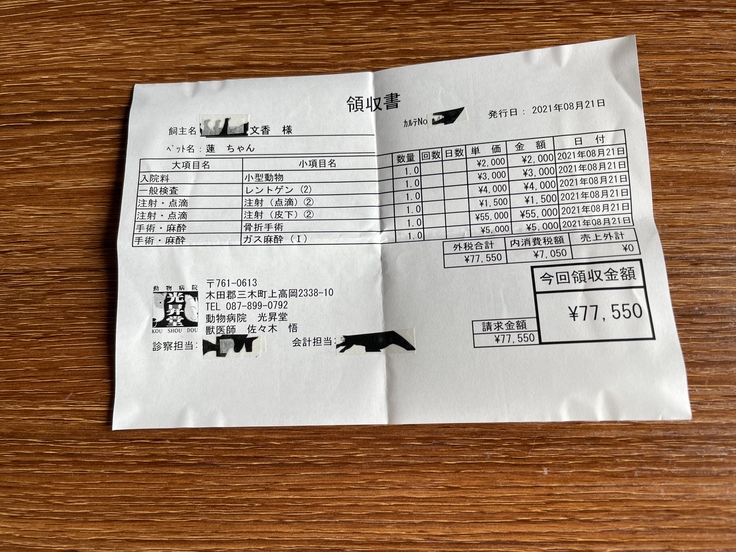 領収書
カルテNo
発行日: 2021年08月21日
飼主名 文香 様
ペット名: 蓮 ちゃん
大項目名 小項目名 数量 回数 日数 単価 金額 日付
入院料 小型動物 1.0 ¥2,000 ¥2,000 2021年08月21日
一般検査 レントゲン (2) 1.0 ¥3,000 ¥3,000 2021年08月21日
注射・点滴 注射(点滴)② 1.0 ¥4,000 ¥4,000 2021年08月21日
注射・点滴 注射(皮下)② 1.0 ¥1,500 ¥1,500 2021年08月21日
手術・麻酔 骨折手術 1.0 ¥55,000 ¥55,000 2021年08月21日
手術・麻酔 ガス麻酔 (I) 1.0 ¥5,000 ¥5,000 2021年08月21日
外税合計 内消費税額 売上外計
¥77,550 ¥7,050 ¥0
今回領収金額
¥77,550
請求金額
¥77,550
動物病院
光昇堂
KOU SHOU DOU
〒761-0613
木田郡三木町上高岡2338-10
TEL 087-899-0792
動物病院 光昇堂
獣医師 佐々木 悟
診察担当: 会計担当: